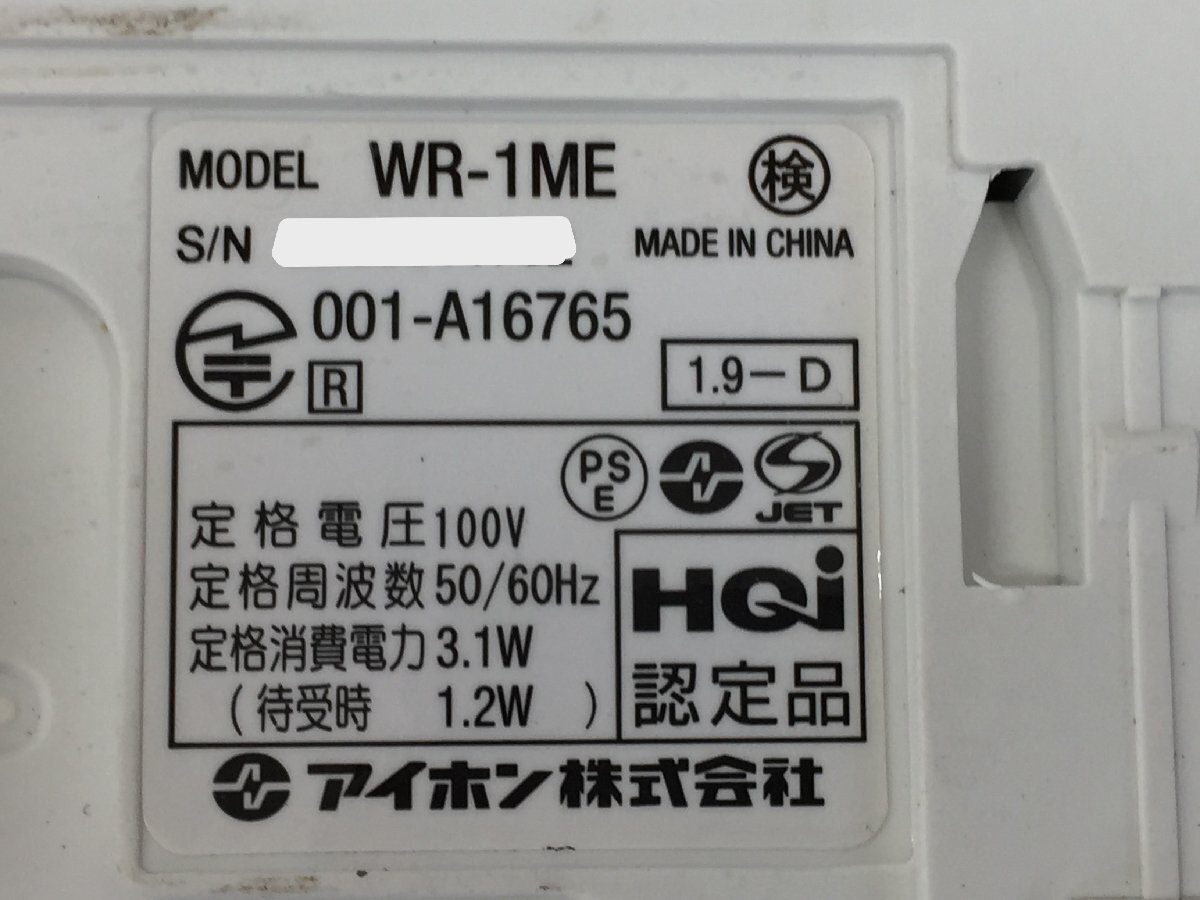 MODEL WR-1ME 検
S/N
MADE IN CHINA
001-A16765
R
1.9－D
PS
E
JET
定格電圧100V
定格周波数50/60Hz
定格消費電力3.1W
(待受時 1.2W )
HQi
認定品
アイホン株式会社